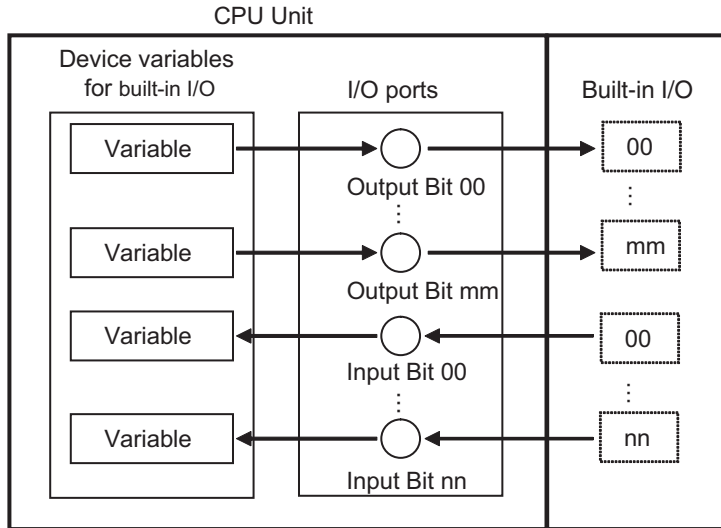 CPU Unit
Device variables
for built-in I/O
I/O ports
Built-in I/O
Variable
00
Output Bit 00
Variable
mm
Output Bit mm
Variable
00
Input Bit 00
Variable
nn
Input Bit nn